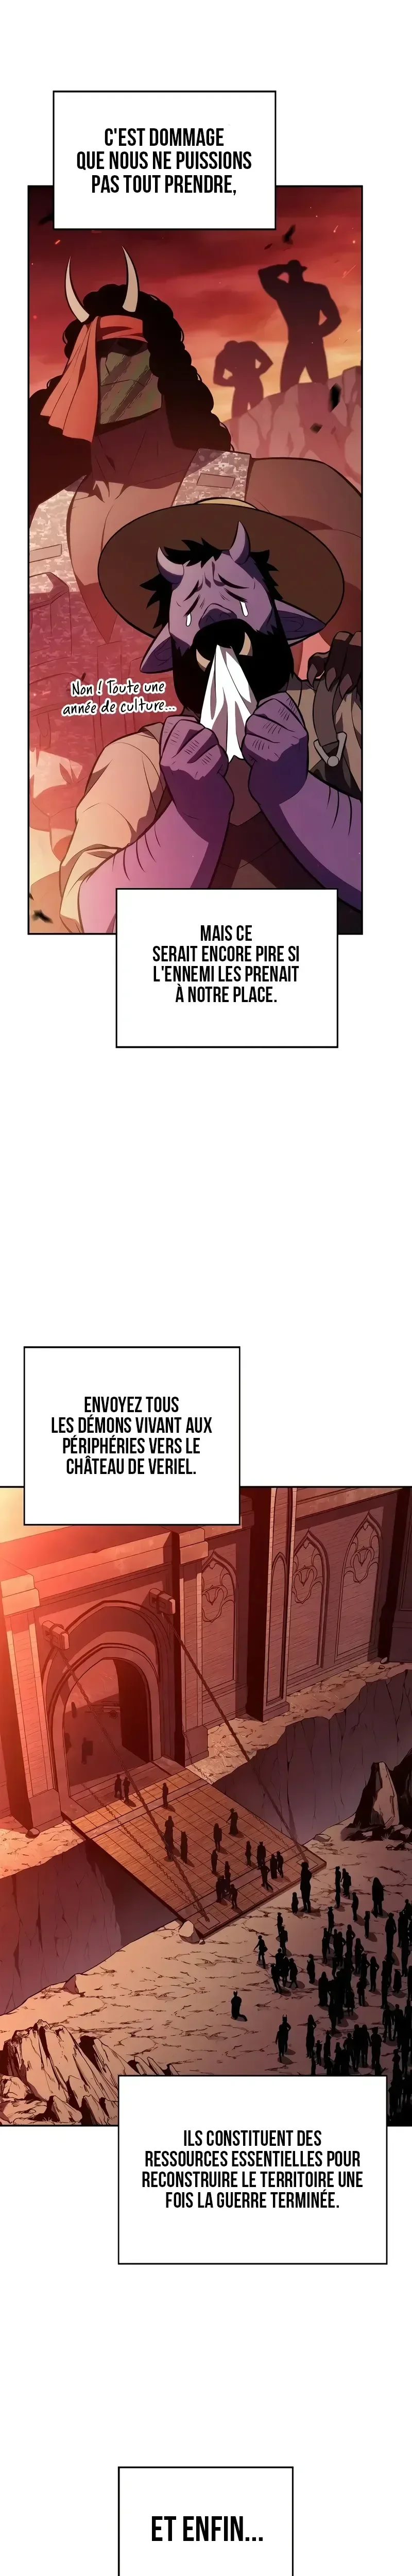 C'EST DOMMAGE
QUE NOUS NE PUISSIONS
PAS TOUT PRENDRE,
Non ! Toute une
année de culture...
MAIS CE
SERAIT ENCORE PIRE SI
L'ENNEMI LES PRENAIT
À NOTRE PLACE.
ENVOYEZ TOUS
LES DÉMONS VIVANT AUX
PÉRIPHÉRIES VERS LE
CHÂTEAU DE VERIEL.
ILS CONSTITUENT DES
RESSOURCES ESSENTIELLES POUR
RECONSTRUIRE LE TERRITOIRE UNE
FOIS LA GUERRE TERMINÉE.
ET ENFIN...